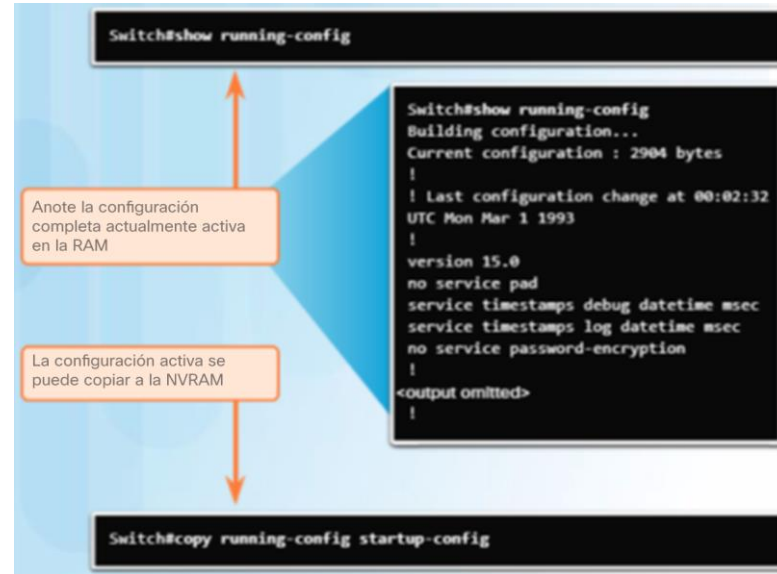 Switch#show running-config
Anote la configuración
completa actualmente activa
en la RAM
Switch#show running-config
Building configuration...
Current configuration : 2904 bytes
!
! Last configuration change at 00:02:32
UTC Mon Mar 1 1993
!
version 15.0
no service pad
service timestamps debug datetime msec
service timestamps log datetime msec
no service password-encryption
!
<output omitted>
!
La configuración activa se
puede copiar a la NVRAM
Switch#copy running-config startup-config